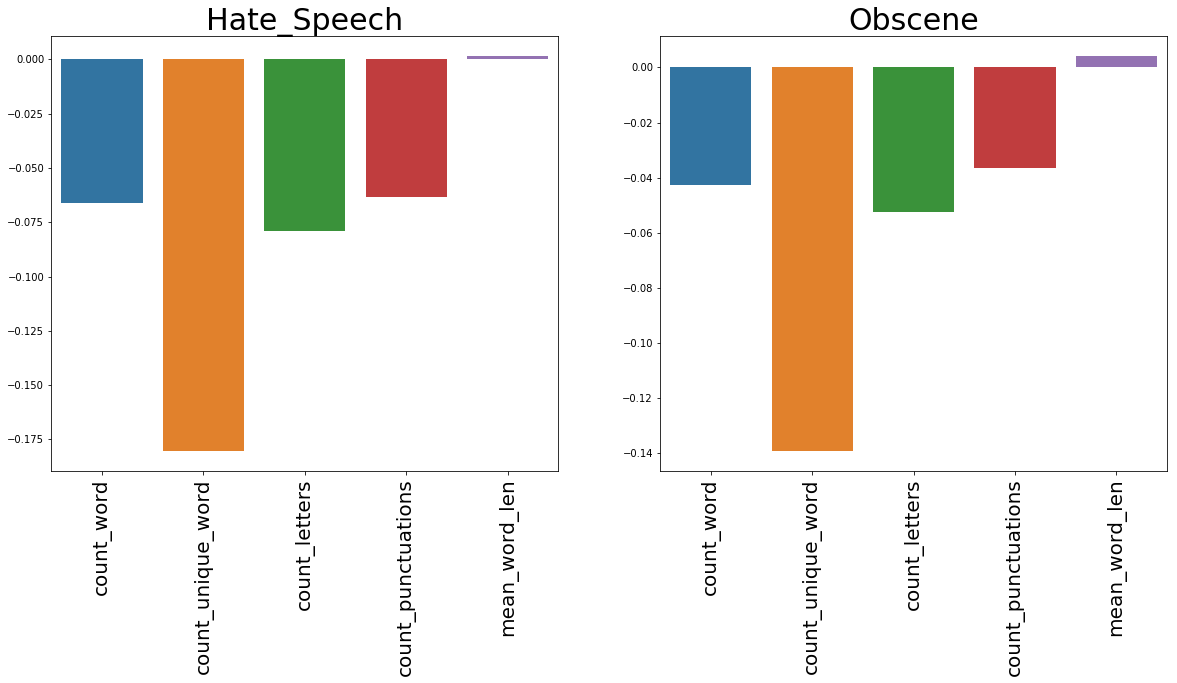 Hate_Speech
0.000
−0.025
−0.050
−0.075
−0.100
−0.125
−0.150
−0.175
count_word
count_unique_word
count_letters
count_punctuations
mean_word_len
Obscene
0.00
−0.02
−0.04
−0.06
−0.08
−0.10
−0.12
−0.14
count_word
count_unique_word
count_letters
count_punctuations
mean_word_len